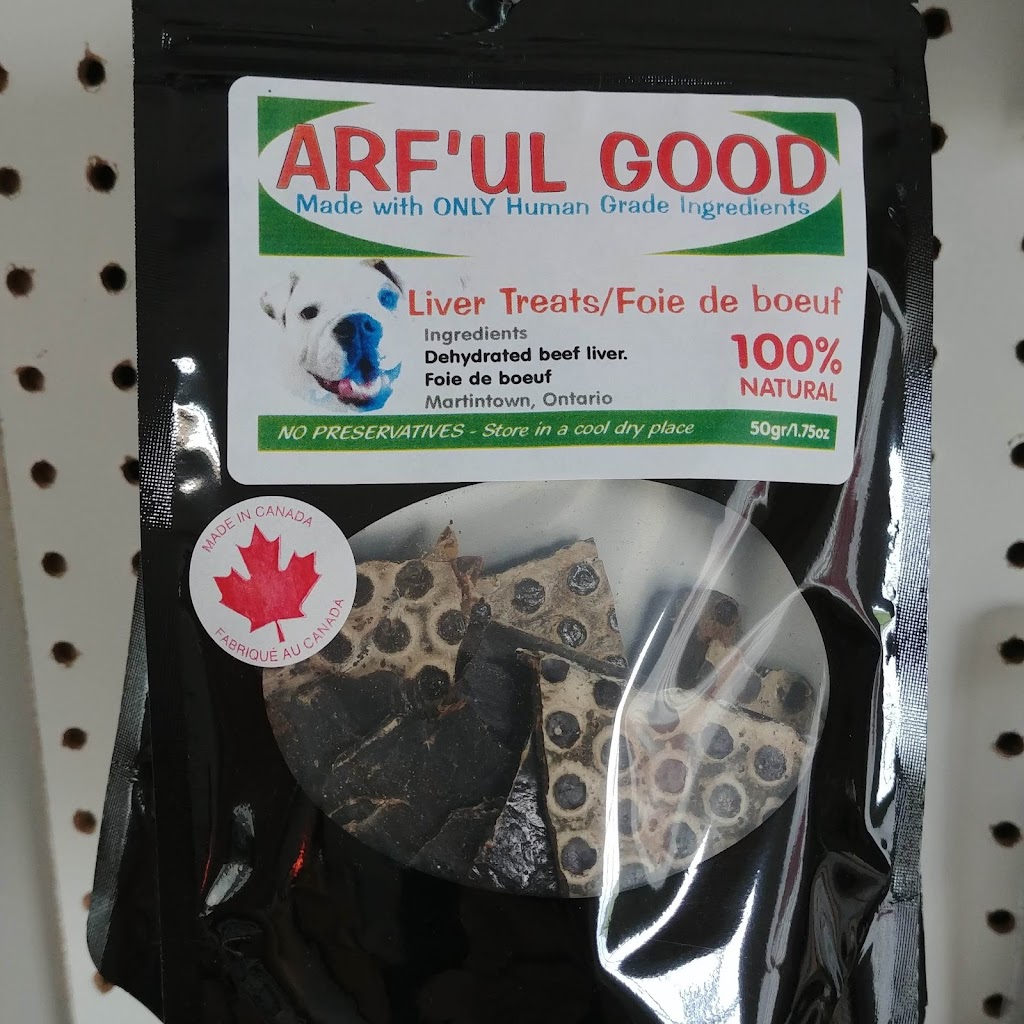 ARF'UL GOOD
Made with ONLY Human Grade Ingredients
Liver Treats/Foie de boeuf
Ingredients
Dehydrated beef liver.
Foie de boeuf
Martintown, Ontario
100%
NATURAL
NO PRESERVATIVES - Store in a cool dry place
50gr/1.75oz
MADE IN CANADA
FABRIQUÉ AU CANADA